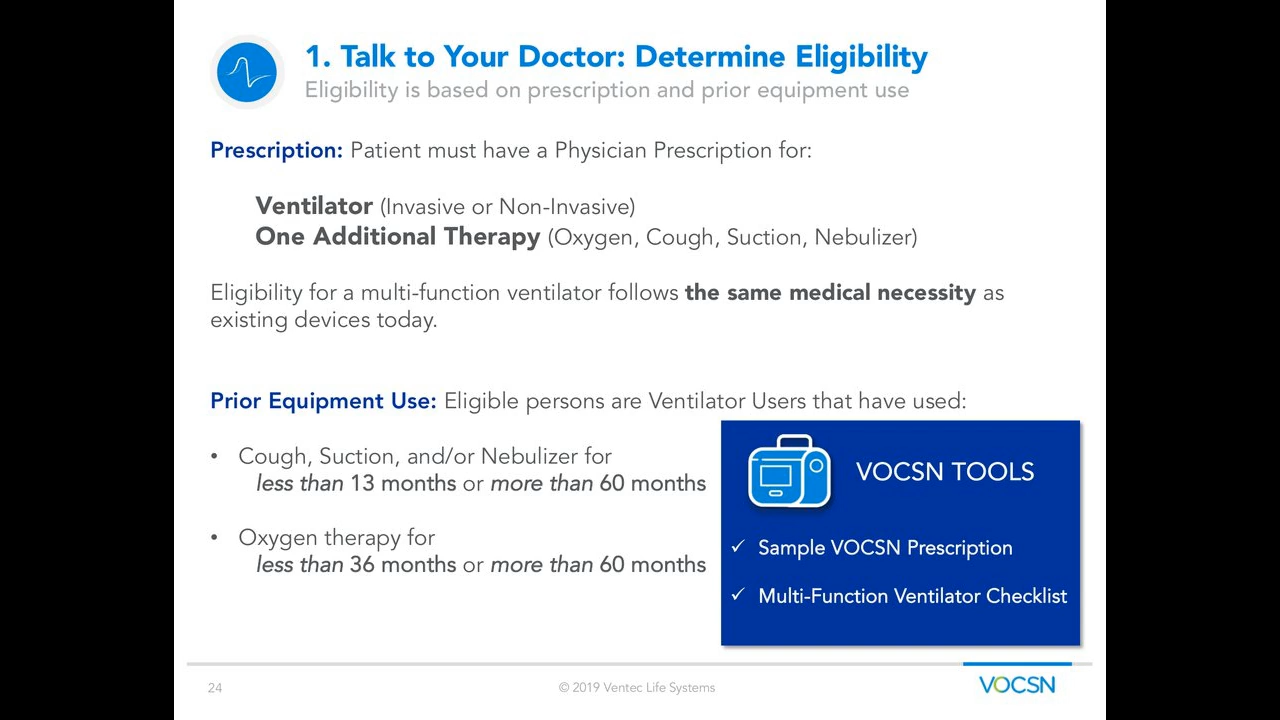 1. Talk to Your Doctor: Determine Eligibility
Eligibility is based on prescription and prior equipment use
Prescription: Patient must have a Physician Prescription for:
Ventilator (Invasive or Non-Invasive)
One Additional Therapy (Oxygen, Cough, Suction, Nebulizer)
Eligibility for a multi-function ventilator follows the same medical necessity as
existing devices today.
Prior Equipment Use: Eligible persons are Ventilator Users that have used:
• Cough, Suction, and/or Nebulizer for
less than 13 months or more than 60 months
• Oxygen therapy for
less than 36 months or more than 60 months
VOCSN TOOLS
✓ Sample VOCSN Prescription
✓ Multi-Function Ventilator Checklist
24
© 2019 Ventec Life Systems
VOCSN